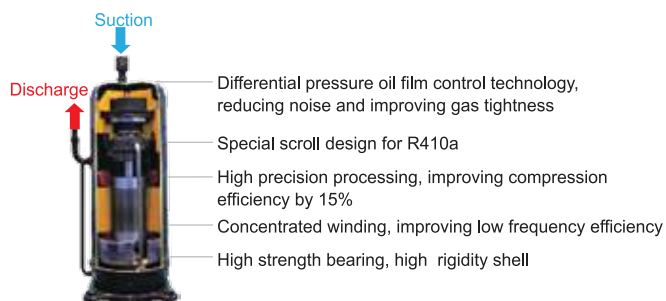 Suction
Discharge
Differential pressure oil film control technology,
reducing noise and improving gas tightness
Special scroll design for R410a
High precision processing, improving compression
efficiency by 15%
Concentrated winding, improving low frequency efficiency
High strength bearing, high rigidity shell